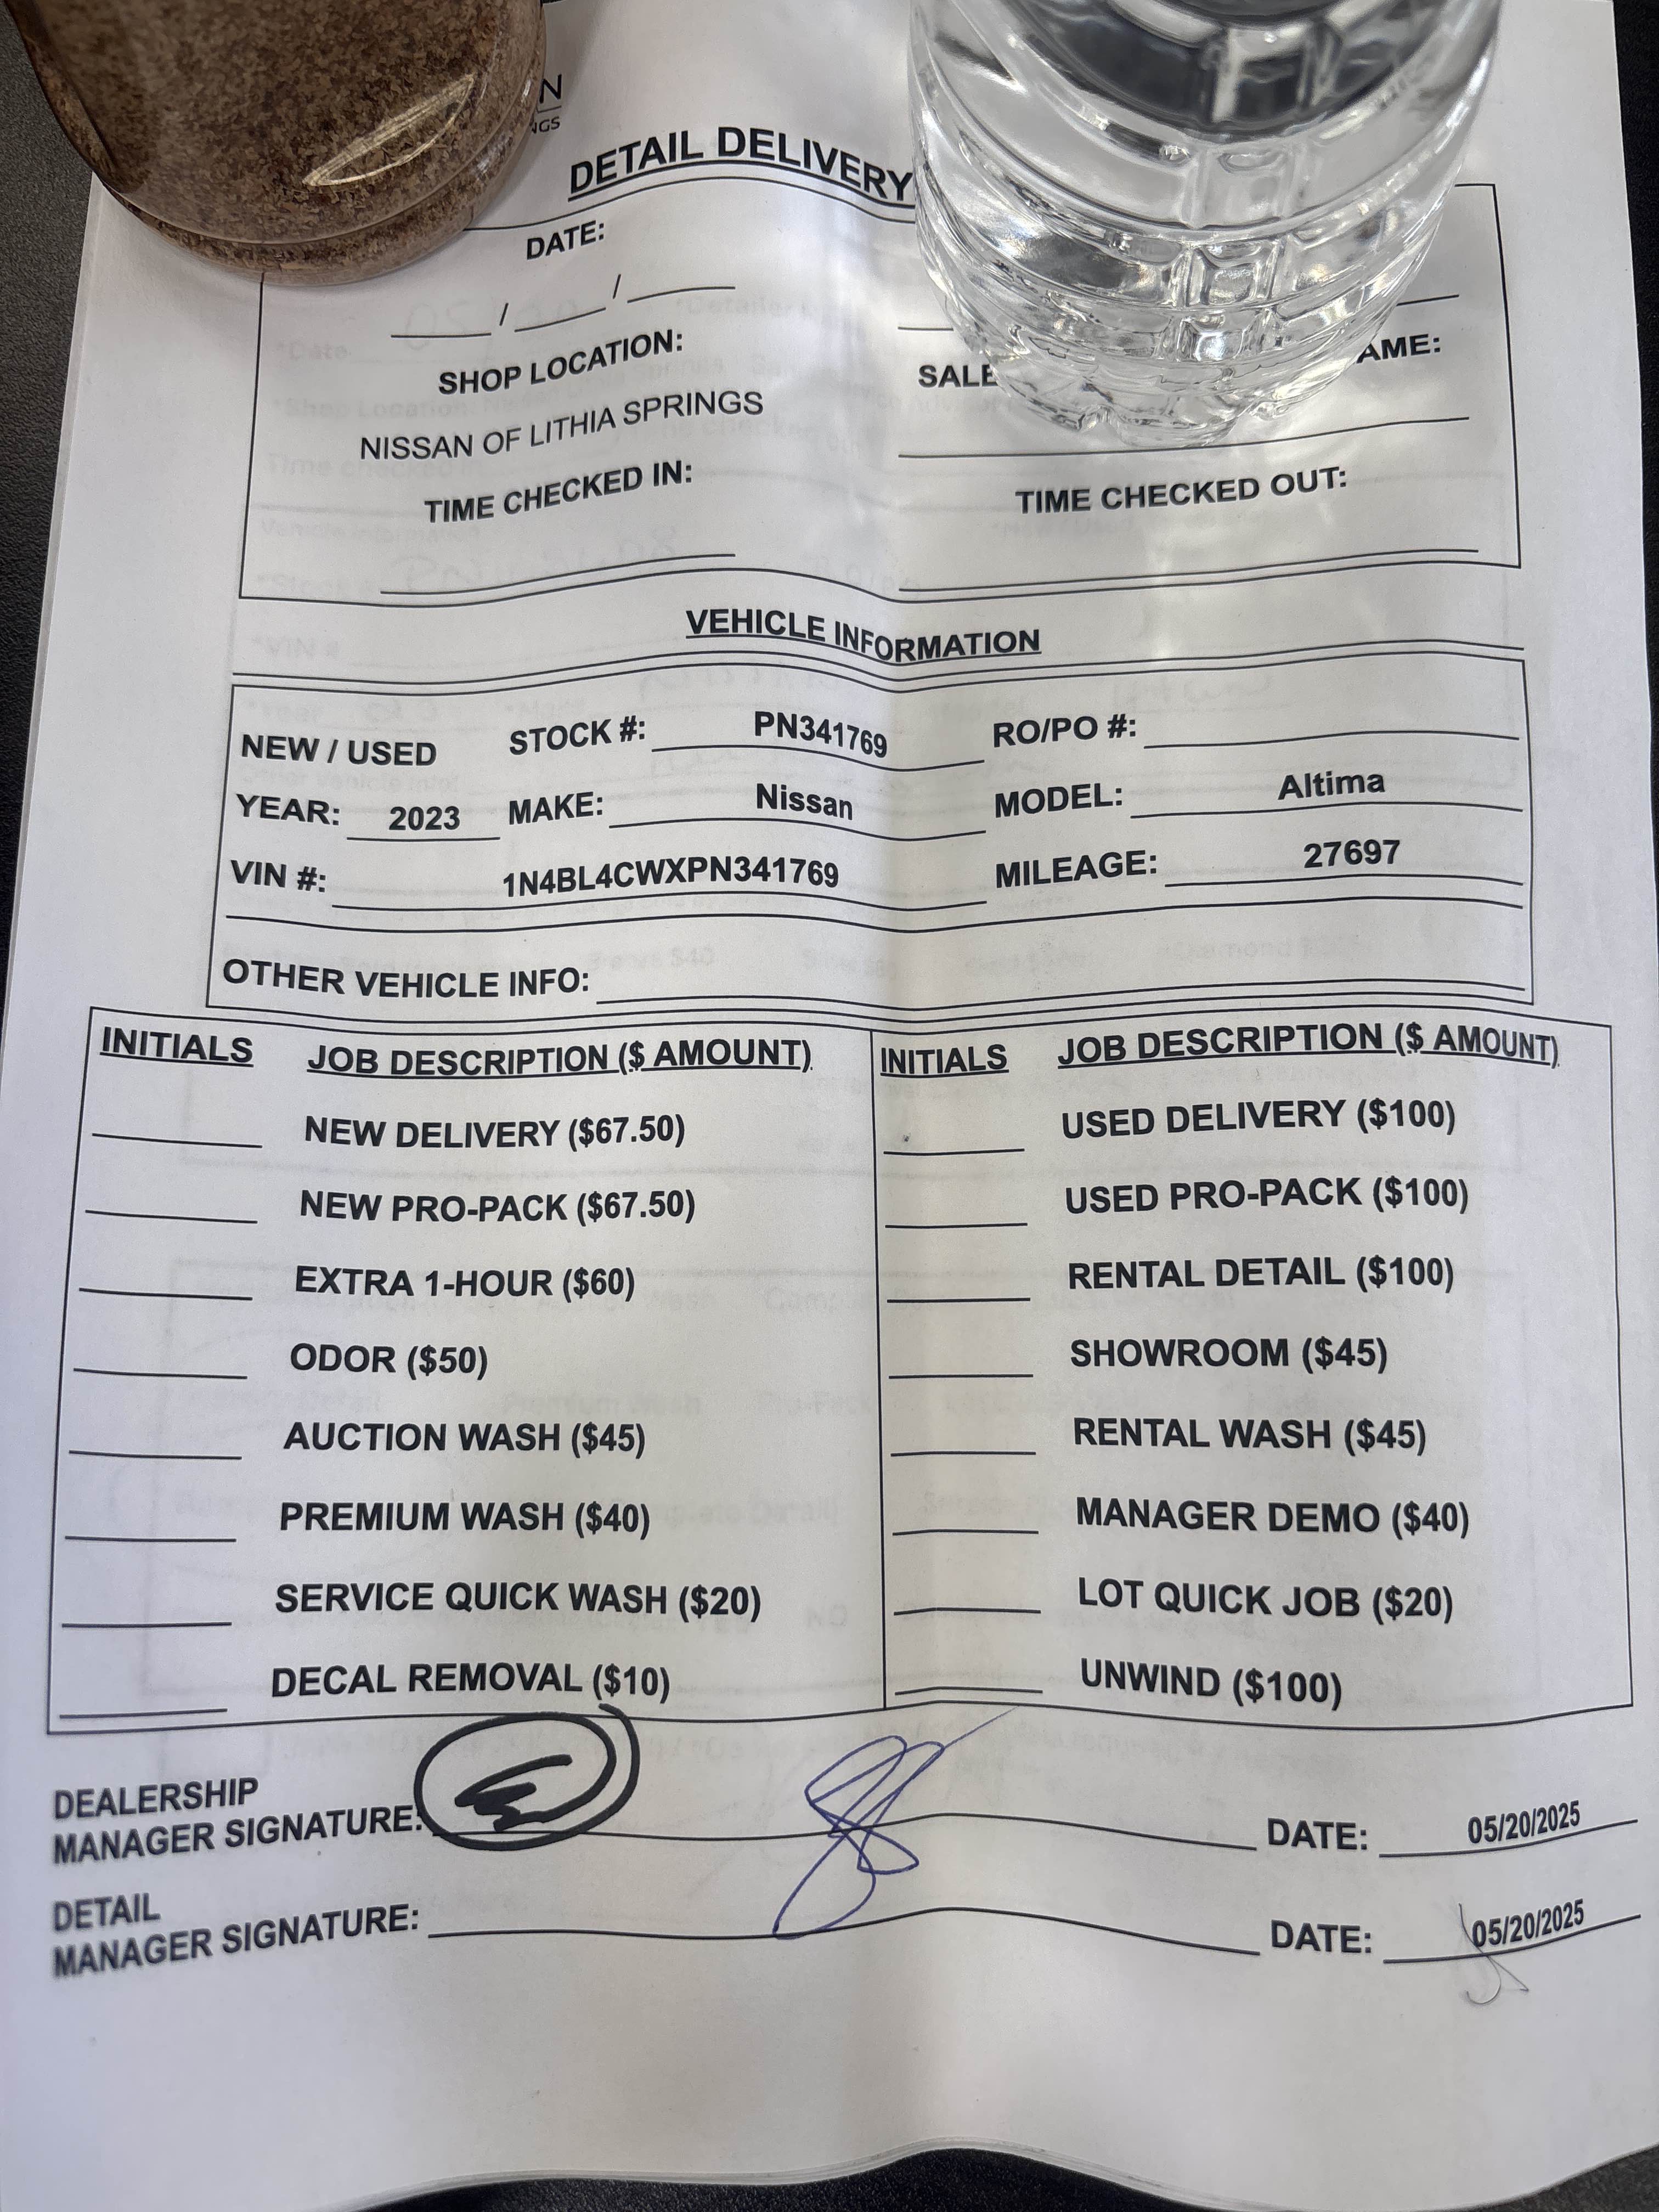 N
NGS
DETAIL DELIVERY
DATE:
/ /
SHOP LOCATION:
SALE AME:
NISSAN OF LITHIA SPRINGS
TIME CHECKED IN:
TIME CHECKED OUT:
VEHICLE INFORMATION
NEW / USED STOCK #: PN341769 RO/PO #:
YEAR: 2023 MAKE: Nissan MODEL: Altima
VIN #: 1N4BL4CWXPN341769 MILEAGE: 27697
OTHER VEHICLE INFO:
INITIALS JOB DESCRIPTION ($ AMOUNT) INITIALS JOB DESCRIPTION ($ AMOUNT)
NEW DELIVERY ($67.50) USED DELIVERY ($100)
NEW PRO-PACK ($67.50) USED PRO-PACK ($100)
EXTRA 1-HOUR ($60) RENTAL DETAIL ($100)
ODOR ($50) SHOWROOM ($45)
AUCTION WASH ($45) RENTAL WASH ($45)
PREMIUM WASH ($40) MANAGER DEMO ($40)
SERVICE QUICK WASH ($20) LOT QUICK JOB ($20)
DECAL REMOVAL ($10) UNWIND ($100)
DEALERSHIP
MANAGER SIGNATURE: DATE: 05/20/2025
DETAIL
MANAGER SIGNATURE: DATE: 05/20/2025